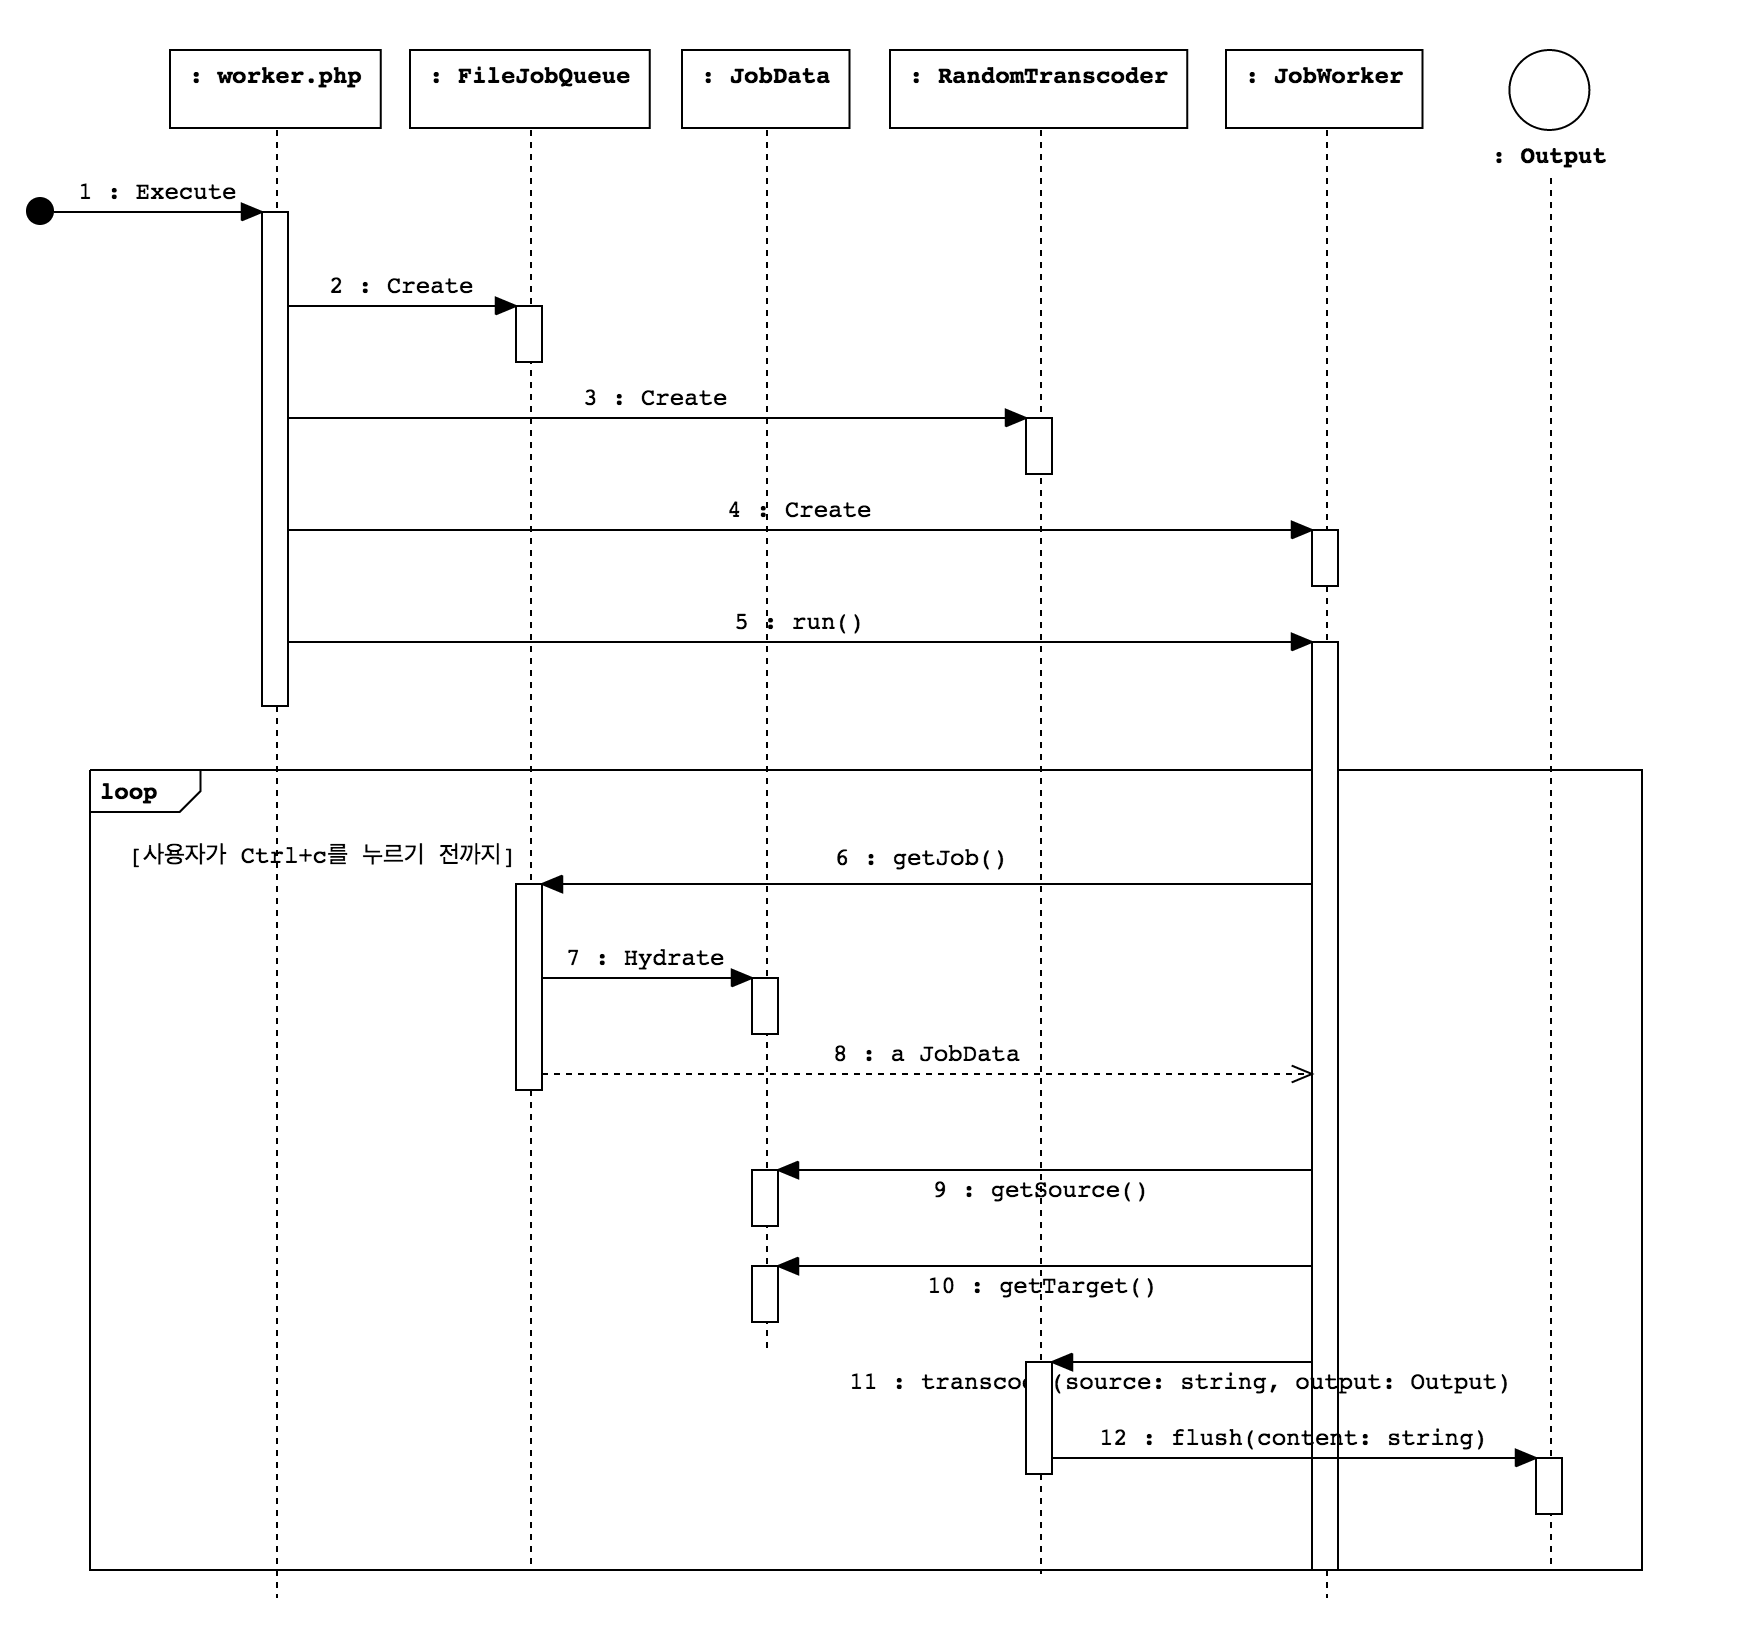 : worker.php
: FileJobQueue
: JobData
: RandomTranscoder
: JobWorker
: Output
1 : Execute
2 : Create
3 : Create
4 : Create
5 : run()
loop
[사용자가 Ctrl+c를 누르기 전까지]
6 : getJob()
7 : Hydrate
8 : a JobData
9 : getSource()
10 : getTarget()
11 : transcode(source: string, output: Output)
12 : flush(content: string)